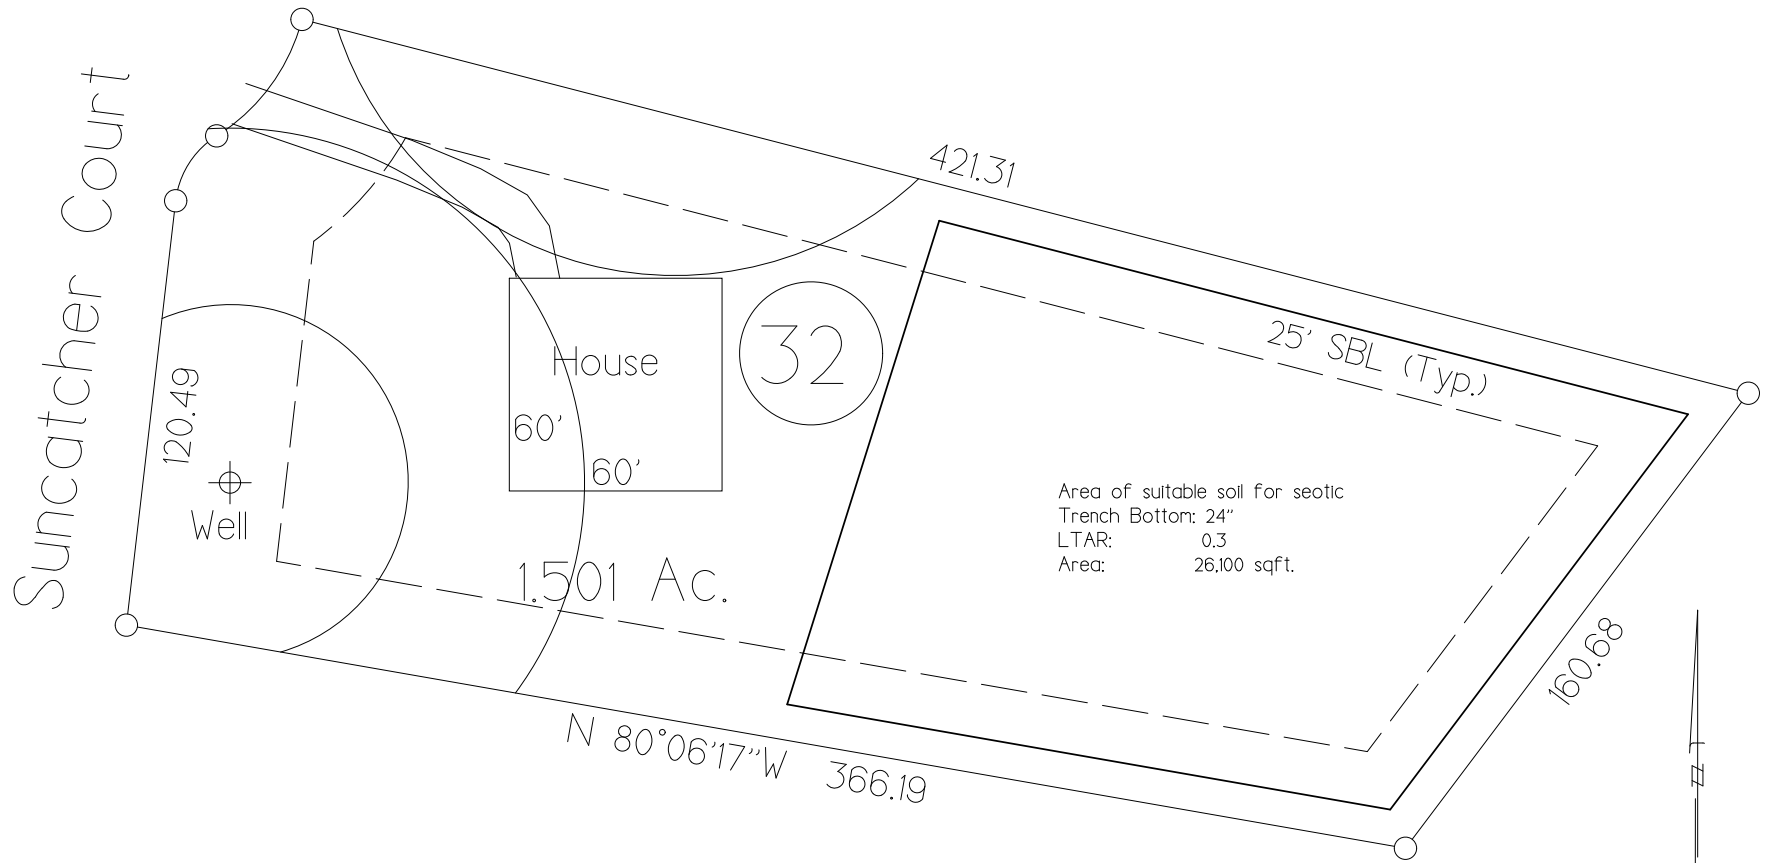 Suncatcher Court
421.31
25' SBL (Typ.)
32
House
60'
60'
120.49
Well
1.501 Ac.
Area of suitable soil for seotic
Trench Bottom: 24"
LTAR: 0.3
Area: 26,100 sqft.
160.68
N 80°06'17"W 366.19
N